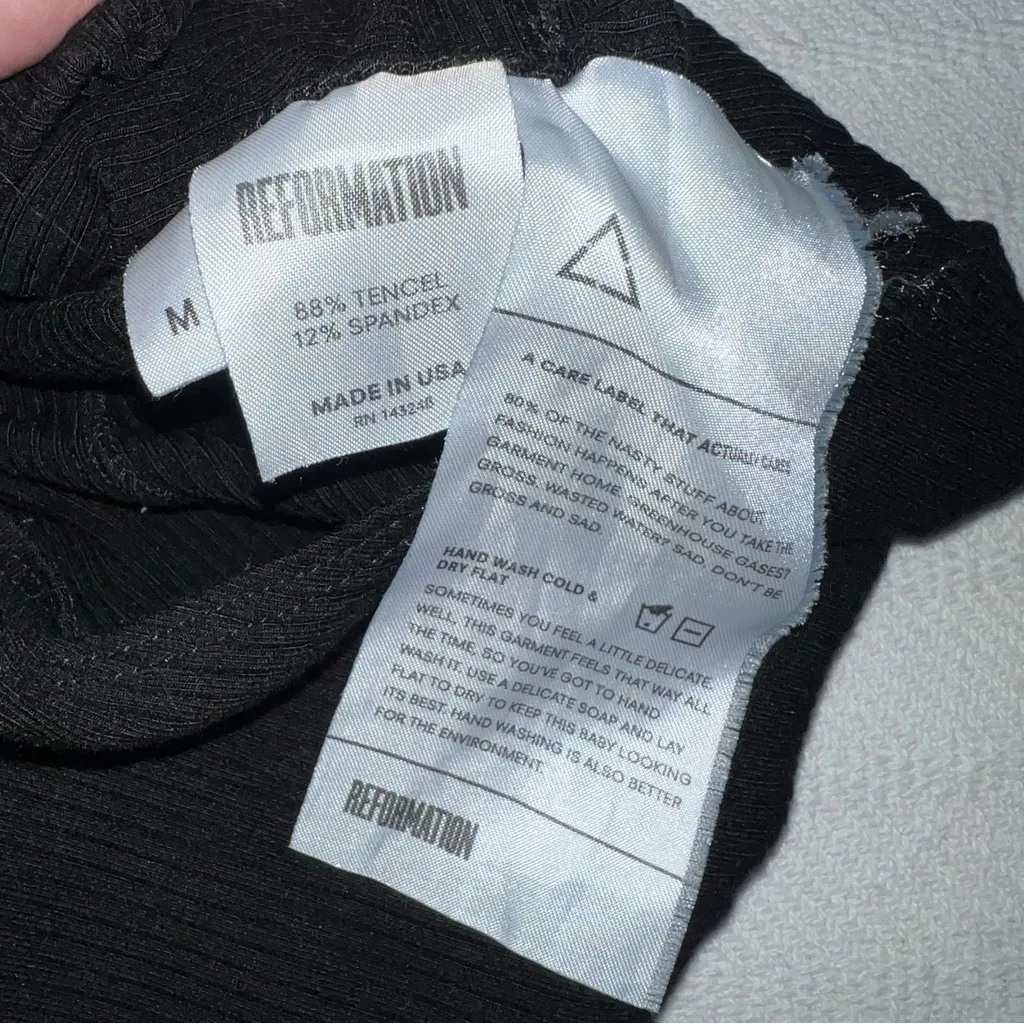 M
REFORMATION
88% TENCEL
12% SPANDEX
MADE IN USA
RN 143248
A CARE LABEL THAT ACTUALLY CARES
80% OF THE NASTY STUFF ABOUT
FASHION HAPPENS AFTER YOU TAKE THE
GARMENT HOME. GREENHOUSE GASES?
GROSS. WASTED WATER? SAD. DON'T BE
GROSS AND SAD.
HAND WASH COLD &
DRY FLAT
SOMETIMES YOU FEEL A LITTLE DELICATE.
WELL, THIS GARMENT FEELS THAT WAY ALL
THE TIME, SO YOU'VE GOT TO HAND
WASH IT. USE A DELICATE SOAP AND LAY
FLAT TO DRY TO KEEP THIS BABY LOOKING
ITS BEST. HAND WASHING IS ALSO BETTER
FOR THE ENVIRONMENT.
REFORMATION